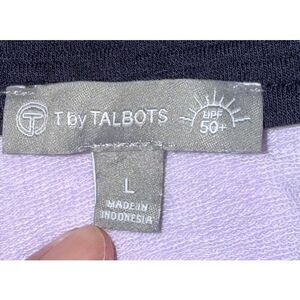 T by TALBOTS
UPF
50+
L
MADE IN
INDONESIA